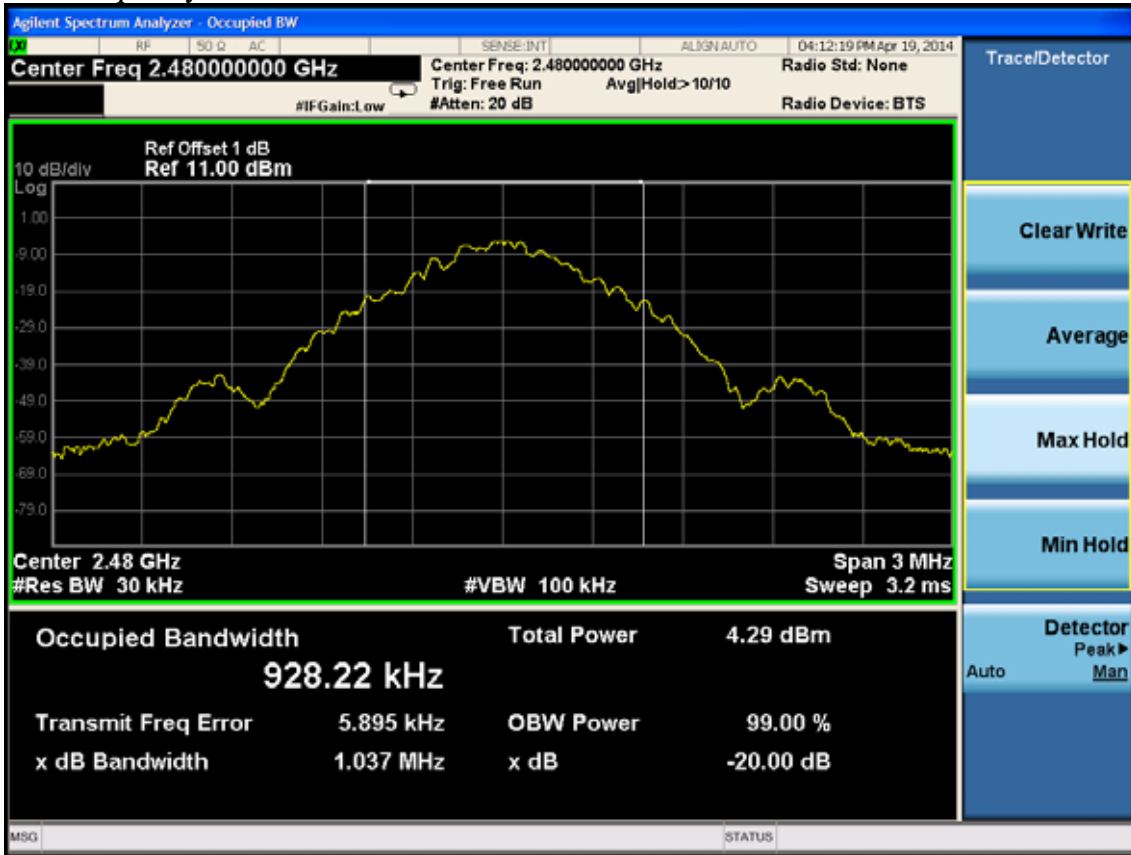 Agilent Spectrum Analyzer - Occupied BW
LXI RF 50 Ω AC SENSE:INT ALIGN AUTO 04:12:19 PM Apr 19, 2014
Center Freq 2.480000000 GHz
Center Freq: 2.480000000 GHz
Radio Std: None
Trig: Free Run Avg|Hold:>10/10
#IFGain:Low
#Atten: 20 dB
Radio Device: BTS
Trace/Detector
Ref Offset 1 dB
10 dB/div Ref 11.00 dBm
Log
1.00
-9.00
-19.0
-29.0
-39.0
-49.0
-59.0
-69.0
-79.0
Center 2.48 GHz Span 3 MHz
#Res BW 30 kHz #VBW 100 kHz Sweep 3.2 ms
Occupied Bandwidth Total Power 4.29 dBm
928.22 kHz
Transmit Freq Error 5.895 kHz OBW Power 99.00 %
x dB Bandwidth 1.037 MHz x dB -20.00 dB
Clear Write
Average
Max Hold
Min Hold
Detector
Peak▶
Auto Man
MSG STATUS